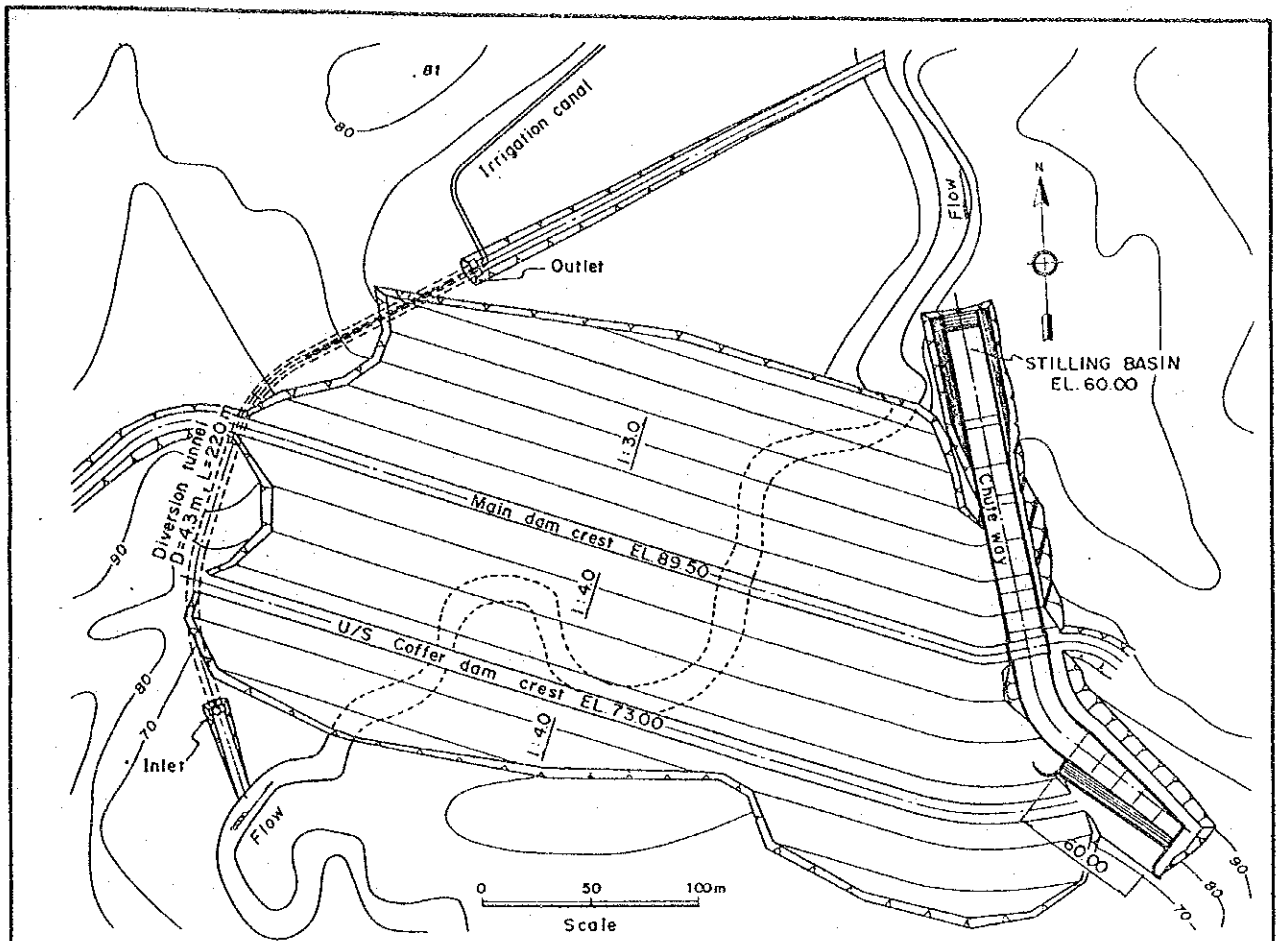 81
80
Irrigation canal
Flow
N
Outlet
STILLING BASIN
EL. 60.00
1:3.0
Diversion tunnel
D=4.3m L=220
Main dam crest EL.89.50
Chute way
90
1:4.0
U/S Coffer dam crest EL.73.00
80
70
1:4.0
Inlet
Flow
60.00
90
80
70
0 50 100m
Scale